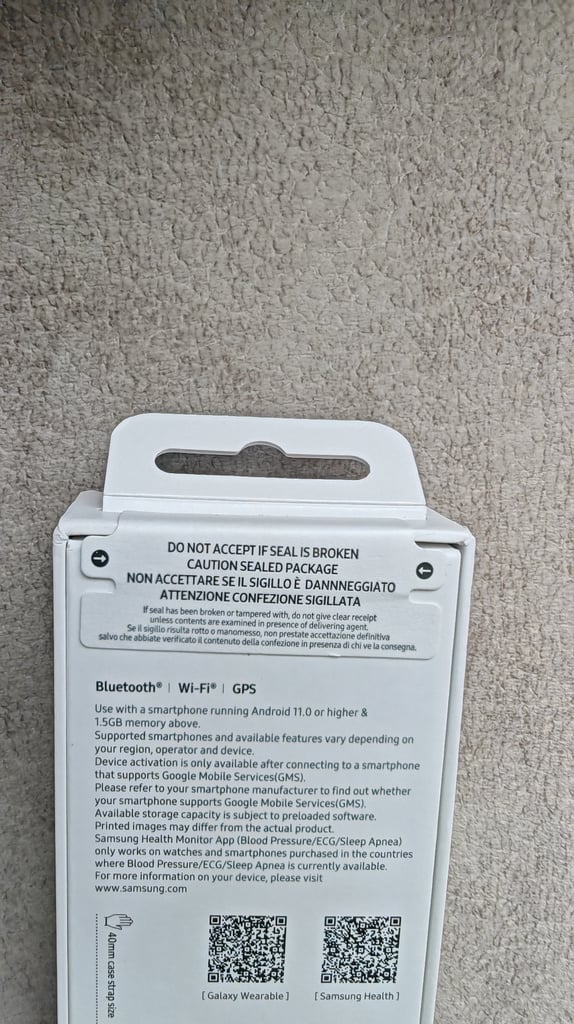 DO NOT ACCEPT IF SEAL IS BROKEN
CAUTION SEALED PACKAGE
NON ACCETTARE SE IL SIGILLO È DANNNEGGIATO
ATTENZIONE CONFEZIONE SIGILLATA
If seal has been broken or tampered with, do not give clear receipt
unless contents are examined in presence of delivering agent.
Se il sigillo risulta rotto o manomesso, non prestate accettazione definitiva
salvo che abbiate verificato il contenuto della confezione in presenza di chi ve la consegna.
Bluetooth® | Wi-Fi® | GPS
Use with a smartphone running Android 11.0 or higher &
1.5GB memory above.
Supported smartphones and available features vary depending on
your region, operator and device.
Device activation is only available after connecting to a smartphone
that supports Google Mobile Services(GMS).
Please refer to your smartphone manufacturer to find out whether
your smartphone supports Google Mobile Services(GMS).
Available storage capacity is subject to preloaded software.
Printed images may differ from the actual product.
Samsung Health Monitor App (Blood Pressure/ECG/Sleep Apnea)
only works on watches and smartphones purchased in the countries
where Blood Pressure/ECG/Sleep Apnea is currently available.
For more information on your device, please visit
www.samsung.com
40mm case strap size
[ Galaxy Wearable ] [ Samsung Health ]